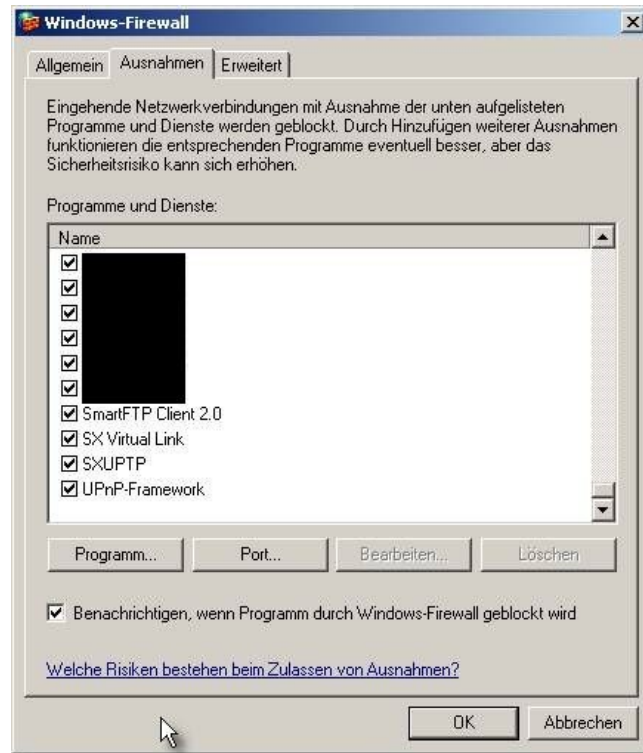 Windows-Firewall
Allgemein Ausnahmen Erweitert
Eingehende Netzwerkverbindungen mit Ausnahme der unten aufgelisteten
Programme und Dienste werden geblockt. Durch Hinzufügen weiterer Ausnahmen
funktionieren die entsprechenden Programme eventuell besser, aber das
Sicherheitsrisiko kann sich erhöhen.
Programme und Dienste:
Name
SmartFTP Client 2.0
SX Virtual Link
SXUPTP
UPnP-Framework
Programm... Port... Bearbeiten... Löschen
Benachrichtigen, wenn Programm durch Windows-Firewall geblockt wird
Welche Risiken bestehen beim Zulassen von Ausnahmen?
OK Abbrechen